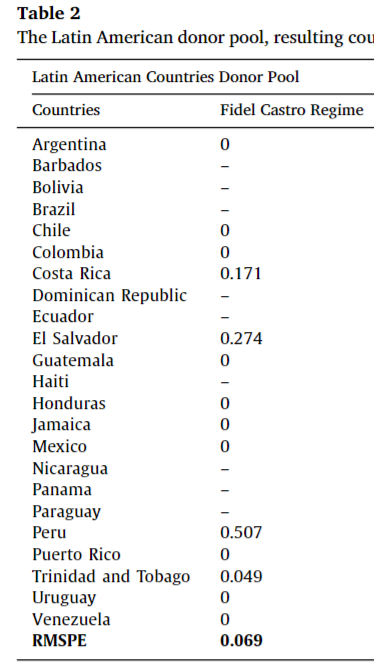 Table 2
The Latin American donor pool, resulting cou
Latin American Countries Donor Pool
Countries Fidel Castro Regime
Argentina 0
Barbados –
Bolivia –
Brazil –
Chile 0
Colombia 0
Costa Rica 0.171
Dominican Republic –
Ecuador –
El Salvador 0.274
Guatemala 0
Haiti –
Honduras 0
Jamaica 0
Mexico 0
Nicaragua –
Panama –
Paraguay –
Peru 0.507
Puerto Rico 0
Trinidad and Tobago 0.049
Uruguay 0
Venezuela 0
RMSPE 0.069